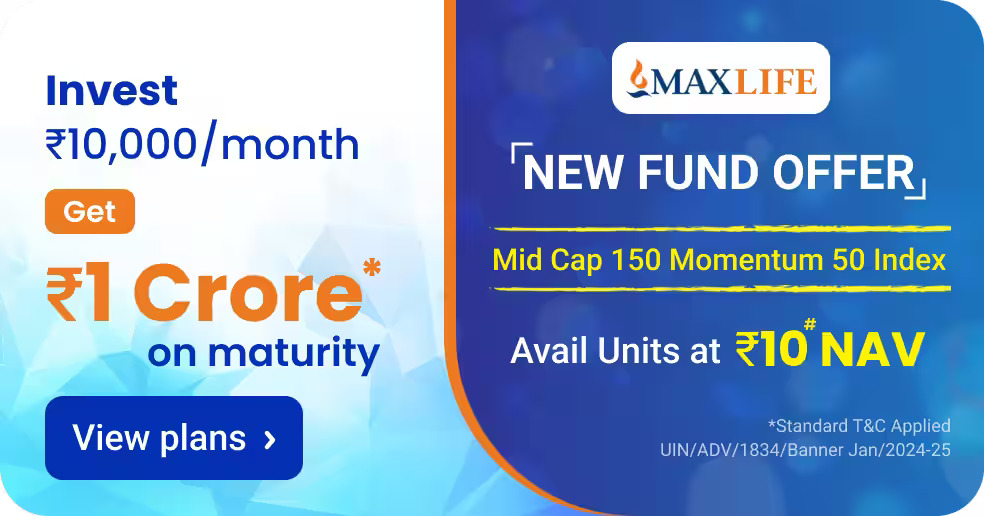 Invest
₹10,000/month
Get
₹1 Crore*
on maturity
View plans ›
MAX LIFE
NEW FUND OFFER
Mid Cap 150 Momentum 50 Index
Avail Units at ₹10# NAV
*Standard T&C Applied
UIN/ADV/1834/Banner Jan/2024-25